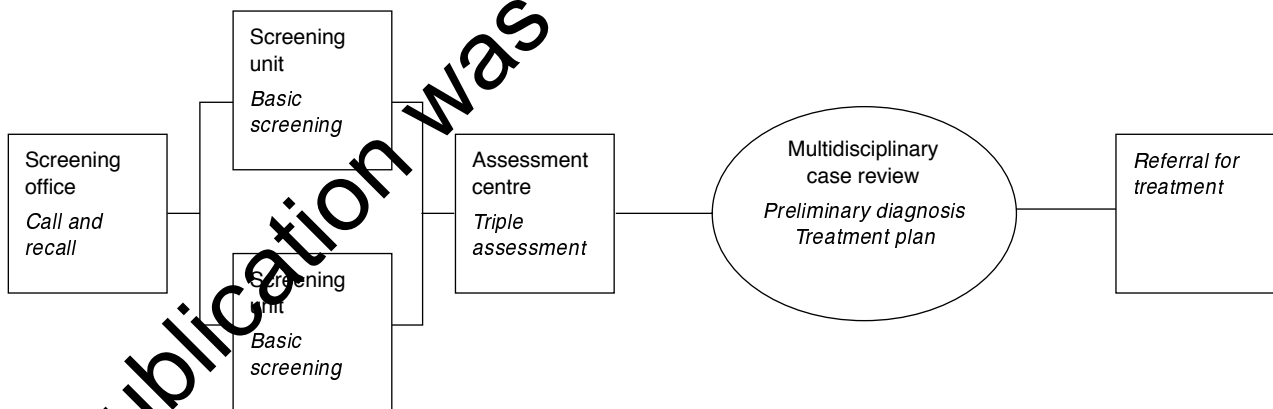 Screening
office
Call and
recall
Screening
unit
Basic
screening
Screening
unit
Basic
screening
Assessment
centre
Triple
assessment
Multidisciplinary
case review
Preliminary diagnosis
Treatment plan
Referral for
treatment
was